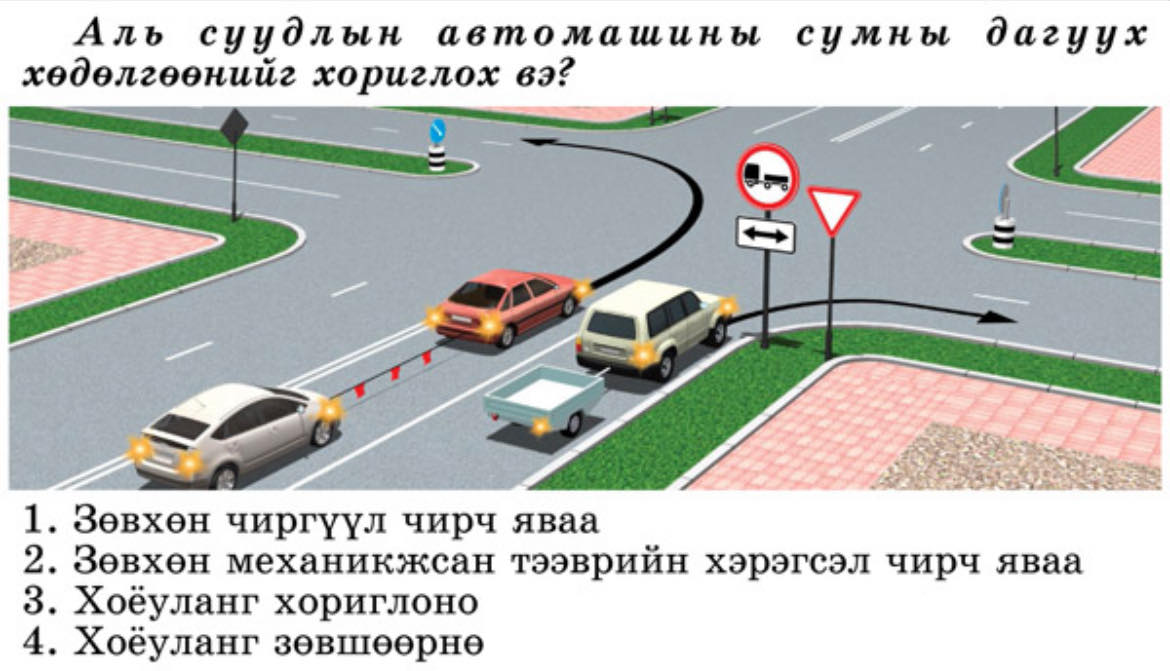 Аль суудлын автомашины сумны дагуух
хөдөлгөөнийг хориглох вэ?
1. Зөвхөн чиргүүл чирч яваа
2. Зөвхөн механикжсан тээврийн хэрэгсэл чирч яваа
3. Хоёуланг хориглоно
4. Хоёуланг зөвшөөрнө